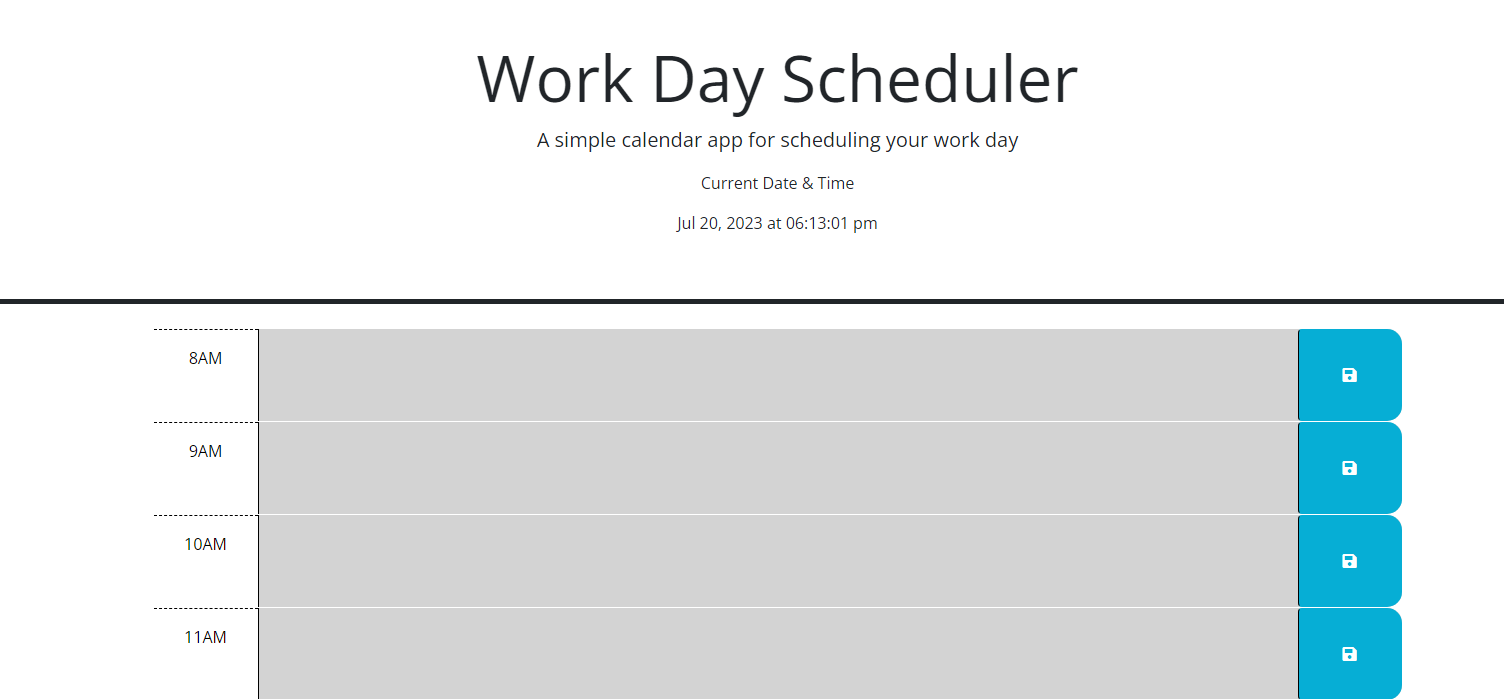 Work Day Scheduler
A simple calendar app for scheduling your work day
Current Date & Time
Jul 20, 2023 at 06:13:01 pm
8AM
9AM
10AM
11AM